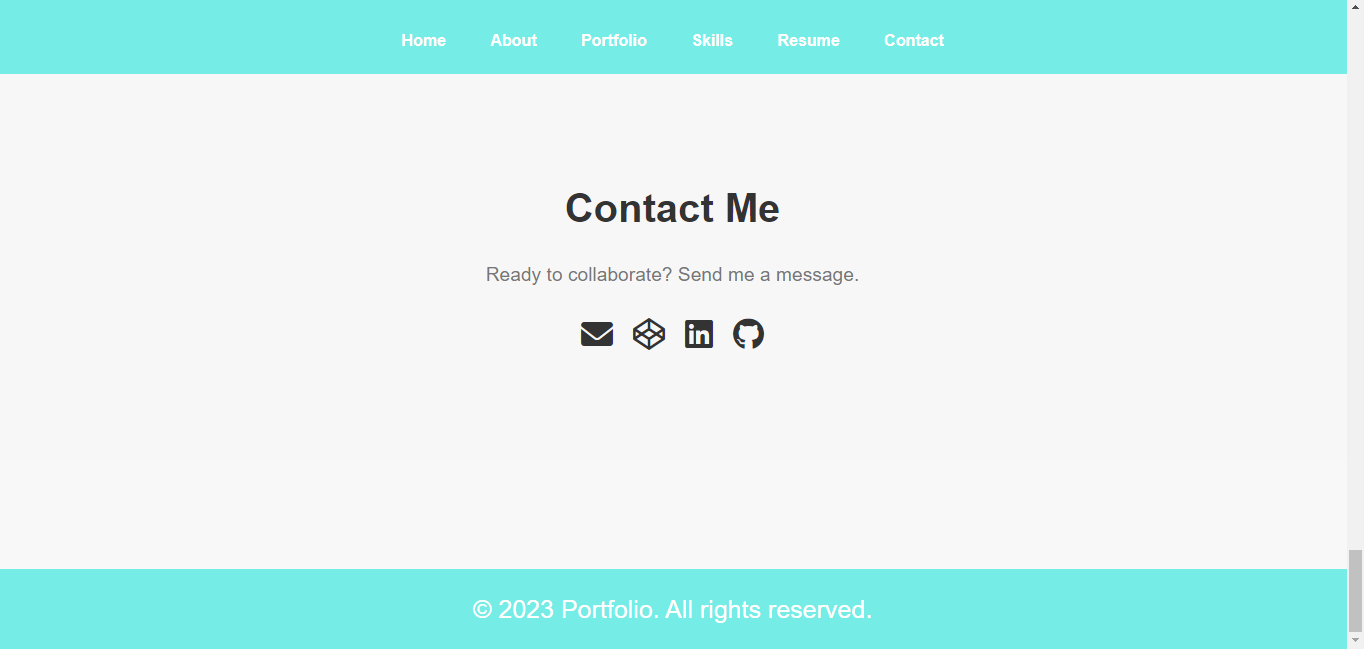 Home About Portfolio Skills Resume Contact
Contact Me
Ready to collaborate? Send me a message.
© 2023 Portfolio. All rights reserved.